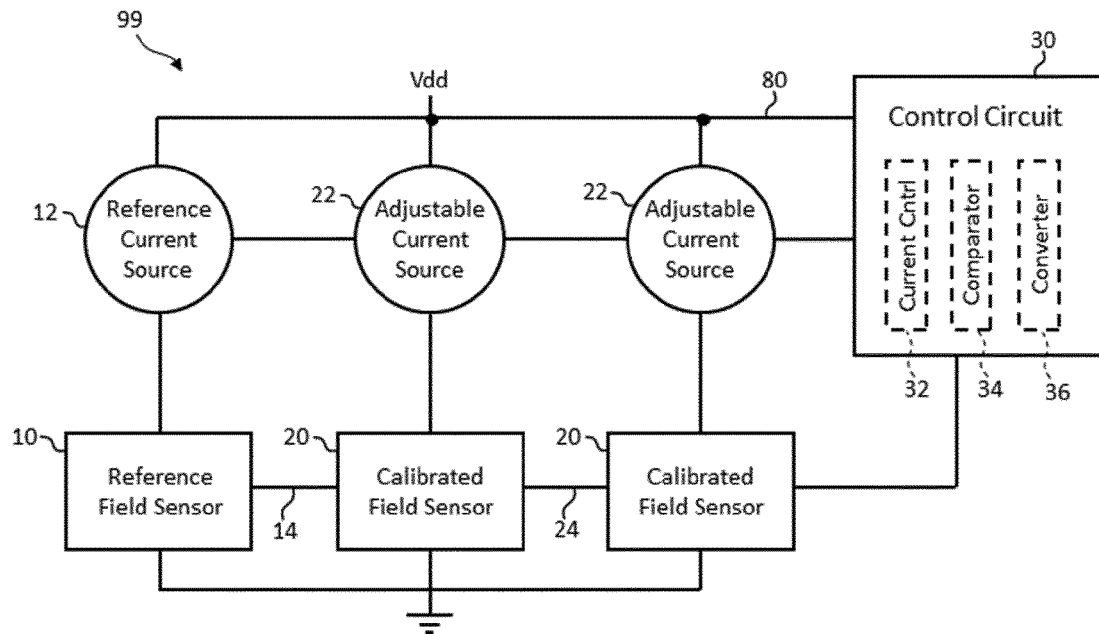 99
Vdd
80
30
Control Circuit
12
Reference
Current
Source
22
Adjustable
Current
Source
22
Adjustable
Current
Source
Current Cntrl
Comparator
Converter
32
34
36
10
Reference
Field Sensor
14
20
Calibrated
Field Sensor
24
20
Calibrated
Field Sensor